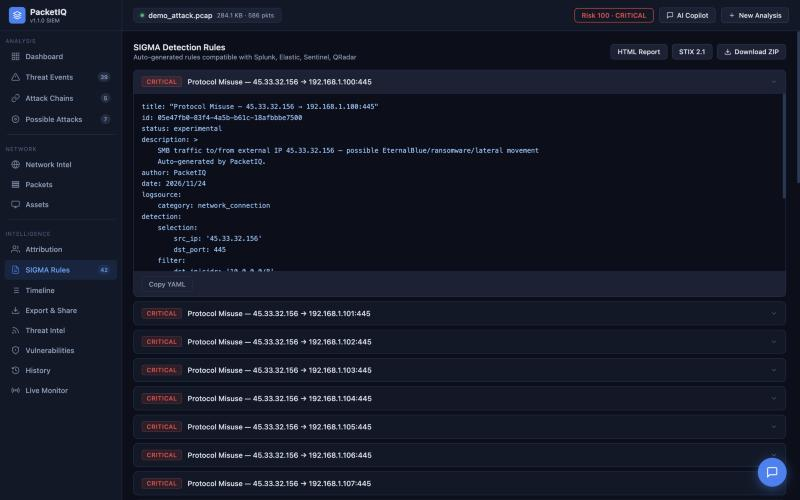 PacketIQ
v1.1.0 SIEM
demo_attack.pcap 284.1 KB · 586 pkts
Risk 100 · CRITICAL
AI Copilot
New Analysis
ANALYSIS
Dashboard
Threat Events 39
Attack Chains 5
Possible Attacks 7
NETWORK
Network Intel
Packets
Assets
INTELLIGENCE
Attribution
SIGMA Rules 42
Timeline
Export & Share
Threat Intel
Vulnerabilities
History
Live Monitor
SIGMA Detection Rules
Auto-generated rules compatible with Splunk, Elastic, Sentinel, QRadar
HTML Report
STIX 2.1
Download ZIP
CRITICAL Protocol Misuse — 45.33.32.156 → 192.168.1.100:445
title: "Protocol Misuse — 45.33.32.156 → 192.168.1.100:445"
id: 05e47fb0-83f4-4a5b-b61c-18afbbbe7500
status: experimental
description: >
SMB traffic to/from external IP 45.33.32.156 — possible EternalBlue/ransomware/lateral movement
Auto-generated by PacketIQ.
author: PacketIQ
date: 2026/11/24
logsource:
category: network_connection
detection:
selection:
src_ip: '45.33.32.156'
dst_port: 445
filter:
Copy YAML
CRITICAL Protocol Misuse — 45.33.32.156 → 192.168.1.101:445
CRITICAL Protocol Misuse — 45.33.32.156 → 192.168.1.102:445
CRITICAL Protocol Misuse — 45.33.32.156 → 192.168.1.103:445
CRITICAL Protocol Misuse — 45.33.32.156 → 192.168.1.104:445
CRITICAL Protocol Misuse — 45.33.32.156 → 192.168.1.105:445
CRITICAL Protocol Misuse — 45.33.32.156 → 192.168.1.106:445
CRITICAL Protocol Misuse — 45.33.32.156 → 192.168.1.107:445